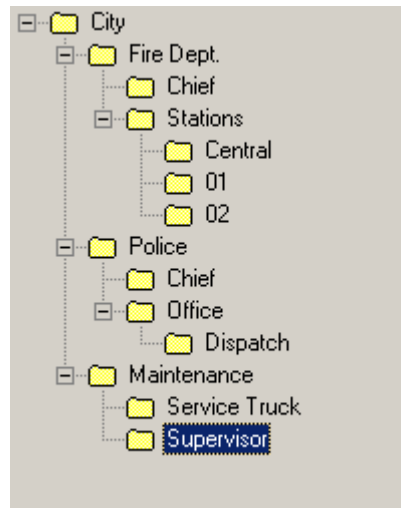 City
Fire Dept.
Chief
Stations
Central
01
02
Police
Chief
Office
Dispatch
Maintenance
Service Truck
Supervisor